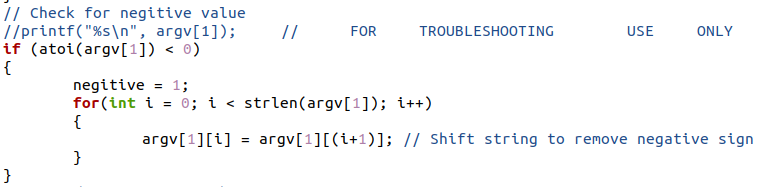 // Check for negitive value
//printf("%s\n", argv[1]);     //      FOR     TROUBLESHOOTING        USE     ONLY
if (atoi(argv[1]) < 0)
{
        negitive = 1;
        for(int i = 0; i < strlen(argv[1]); i++)
        {
                argv[1][i] = argv[1][(i+1)]; // Shift string to remove negative sign
        }
}